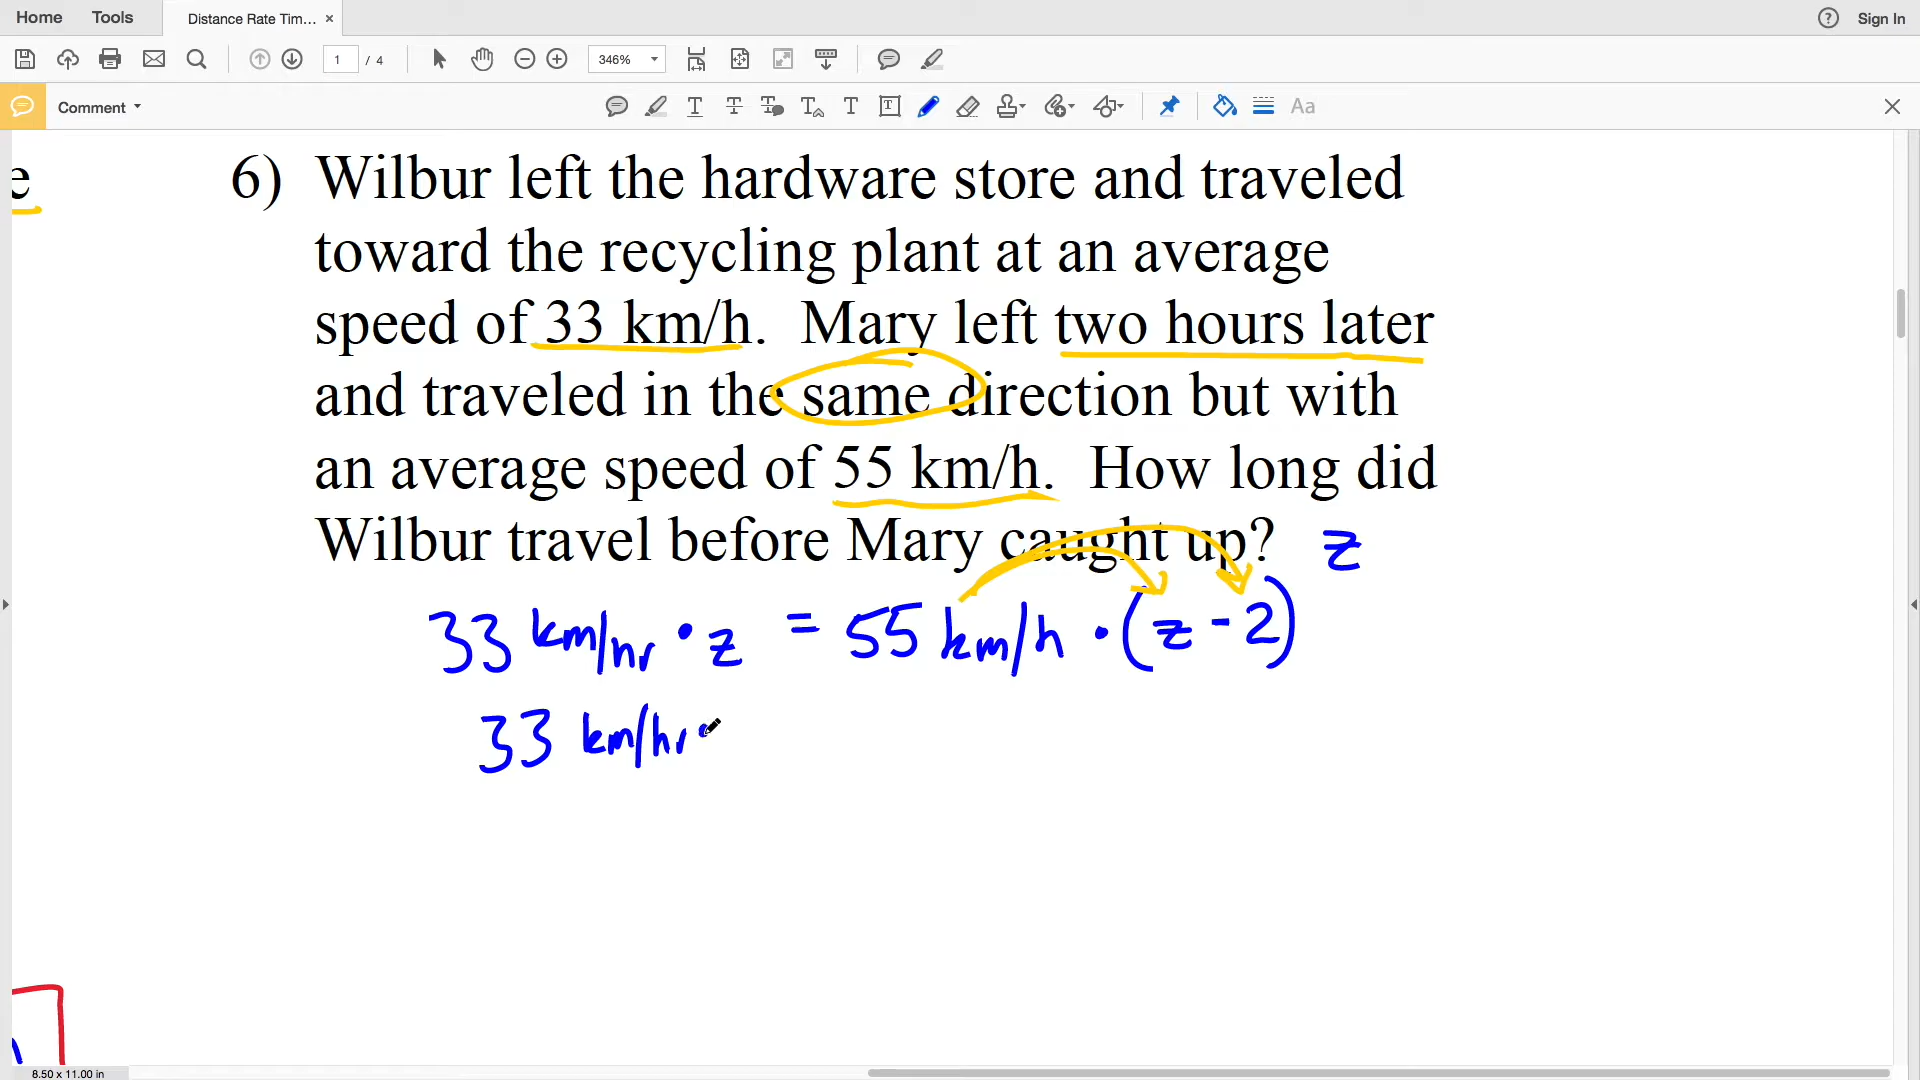 Home Tools Distance Rate Tim... × ? Sign In
1 / 4 346%
Comment T T T T T T Aa
e
6) Wilbur left the hardware store and traveled
toward the recycling plant at an average
speed of 33 km/h. Mary left two hours later
and traveled in the same direction but with
an average speed of 55 km/h. How long did
Wilbur travel before Mary caught up? z
33 km/hr • z = 55 km/h • (z - 2)
33 km/hr •
8.50 x 11.00 in